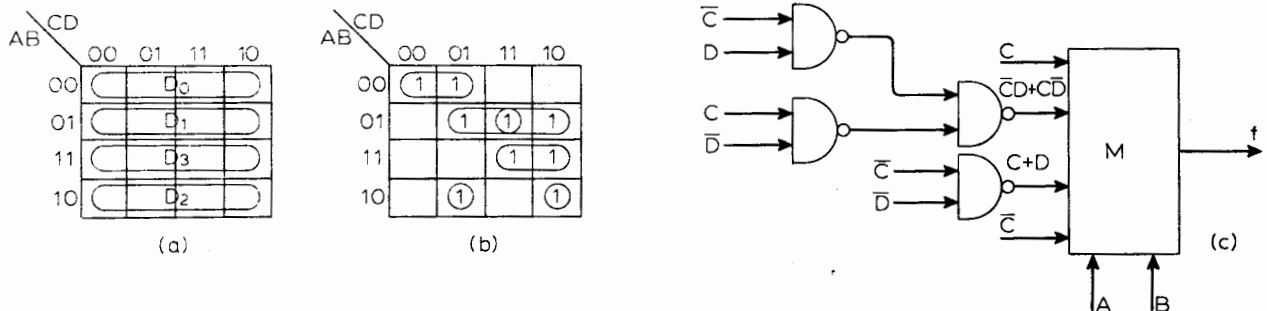 CD
AB
00 01 11 10
00 D₀
01 D₁
11 D₃
10 D₂
(a)
CD
AB
00 01 11 10
00 1 1
01 1 1 1
11 1 1
10 1 1
(b)
C̅
D
C
D̅
C̅
D̅
C
C̅D+CD̅
C+D
C̅
M
f
A B
(c)